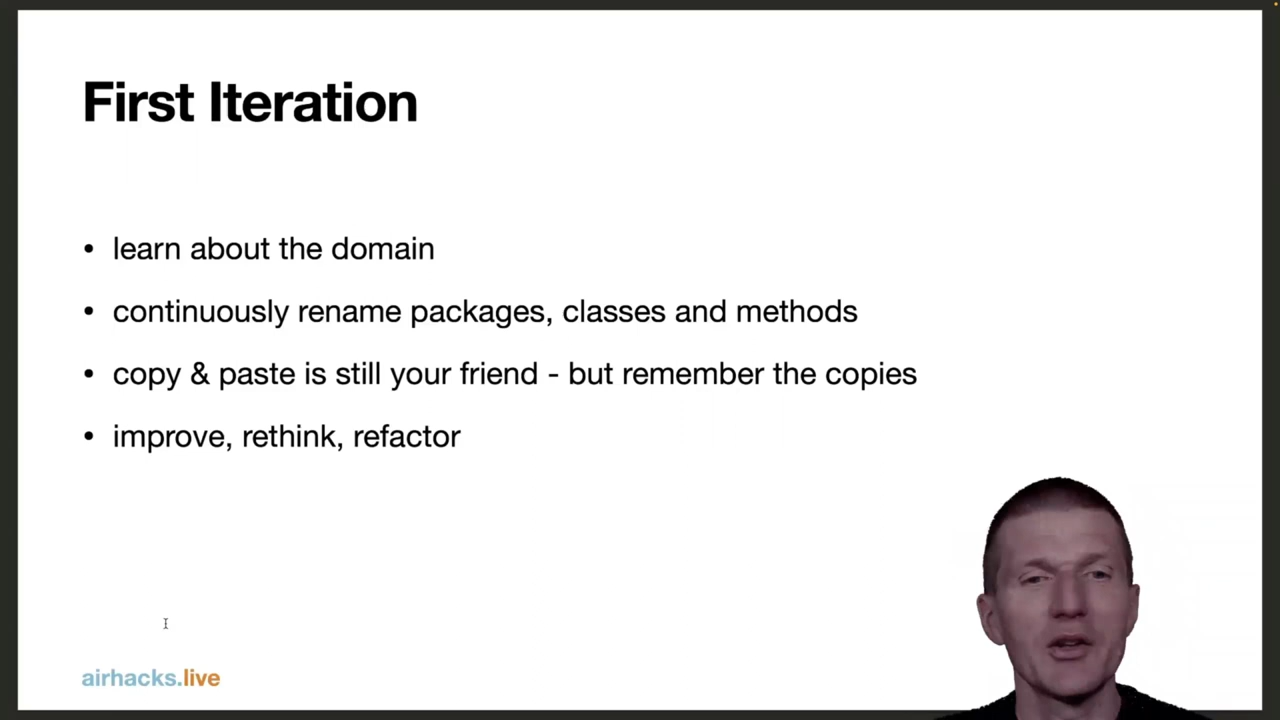 First Iteration
• learn about the domain
• continuously rename packages, classes and methods
• copy & paste is still your friend - but remember the copies
• improve, rethink, refactor
airhacks.live